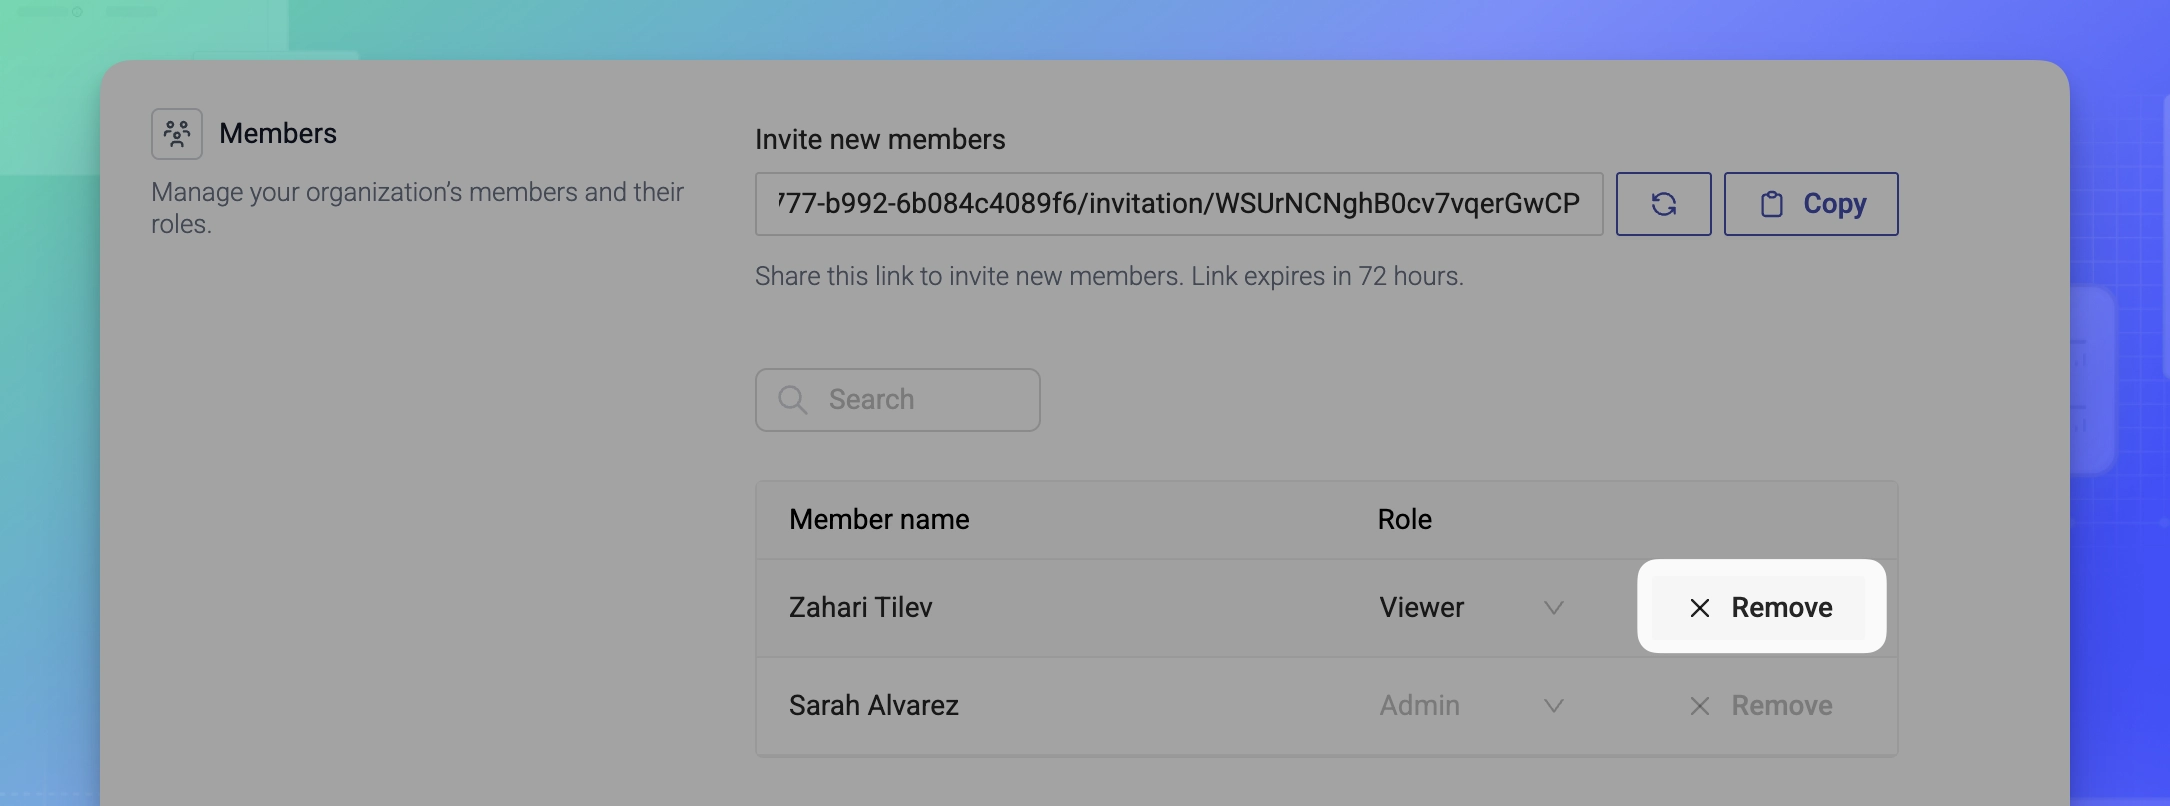 Members
Manage your organization's members and their
roles.
Invite new members
777-b992-6b084c4089f6/invitation/WSUrNCNghB0cv7vqerGwCP
Copy
Share this link to invite new members. Link expires in 72 hours.
Search
Member name Role
Zahari Tilev Viewer Remove
Sarah Alvarez Admin Remove